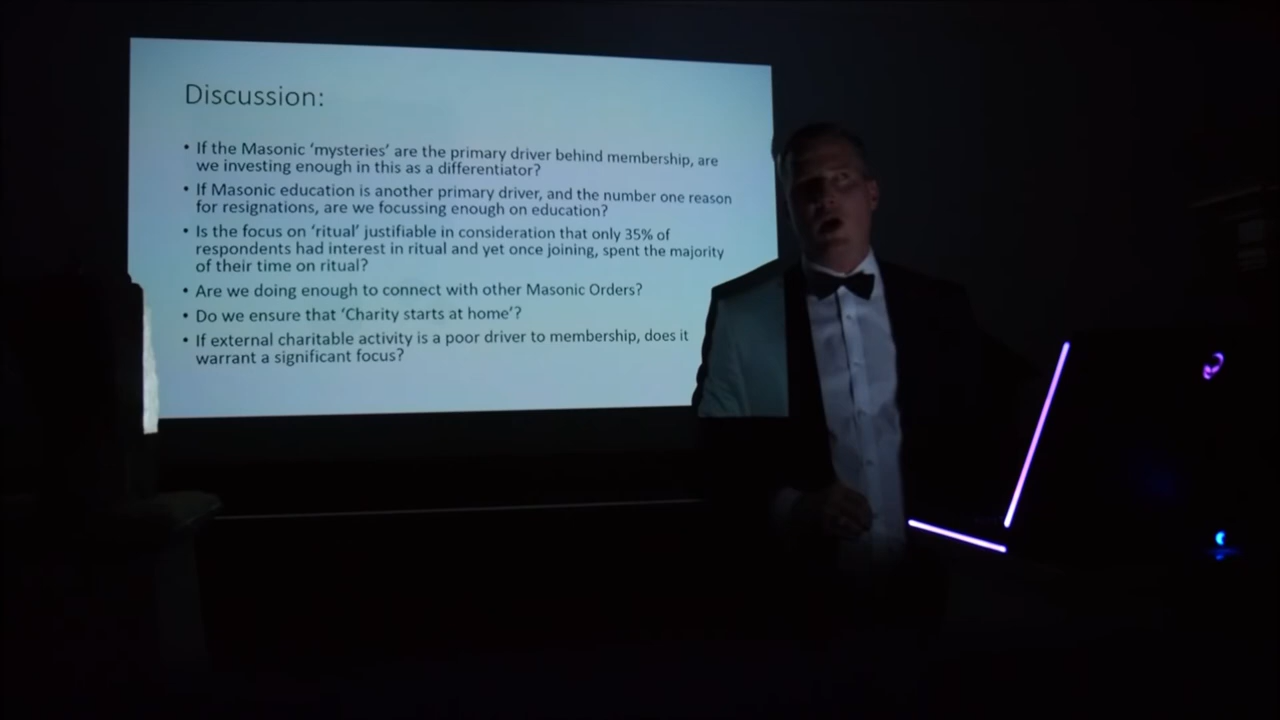 Discussion:
• If the Masonic ‘mysteries’ are the primary driver behind membership, are
we investing enough in this as a differentiator?
• If Masonic education is another primary driver, and the number one reason
for resignations, are we focussing enough on education?
• Is the focus on ‘ritual’ justifiable in consideration that only 35% of
respondents had interest in ritual and yet once joining, spent the majority
of their time on ritual?
• Are we doing enough to connect with other Masonic Orders?
• Do we ensure that ‘Charity starts at home’?
• If external charitable activity is a poor driver to membership, does it
warrant a significant focus?